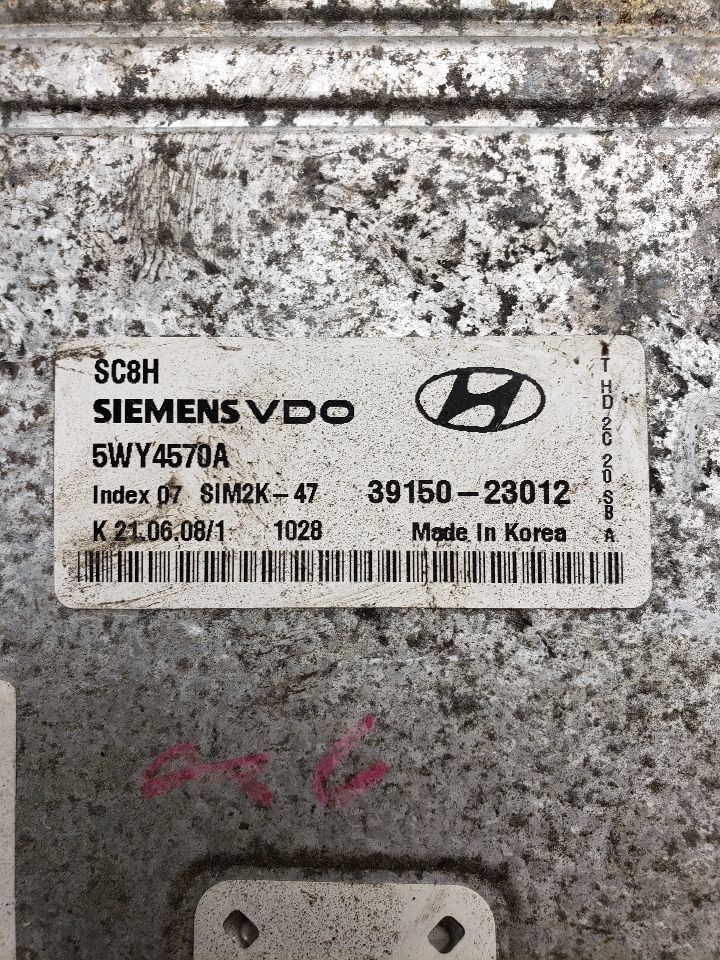 SC8H
SIEMENS VDO
5WY4570A
Index 07 SIM2K-47 39150-23012
K 21.06.08/1 1028 Made In Korea
T HD 2C 20 SB A